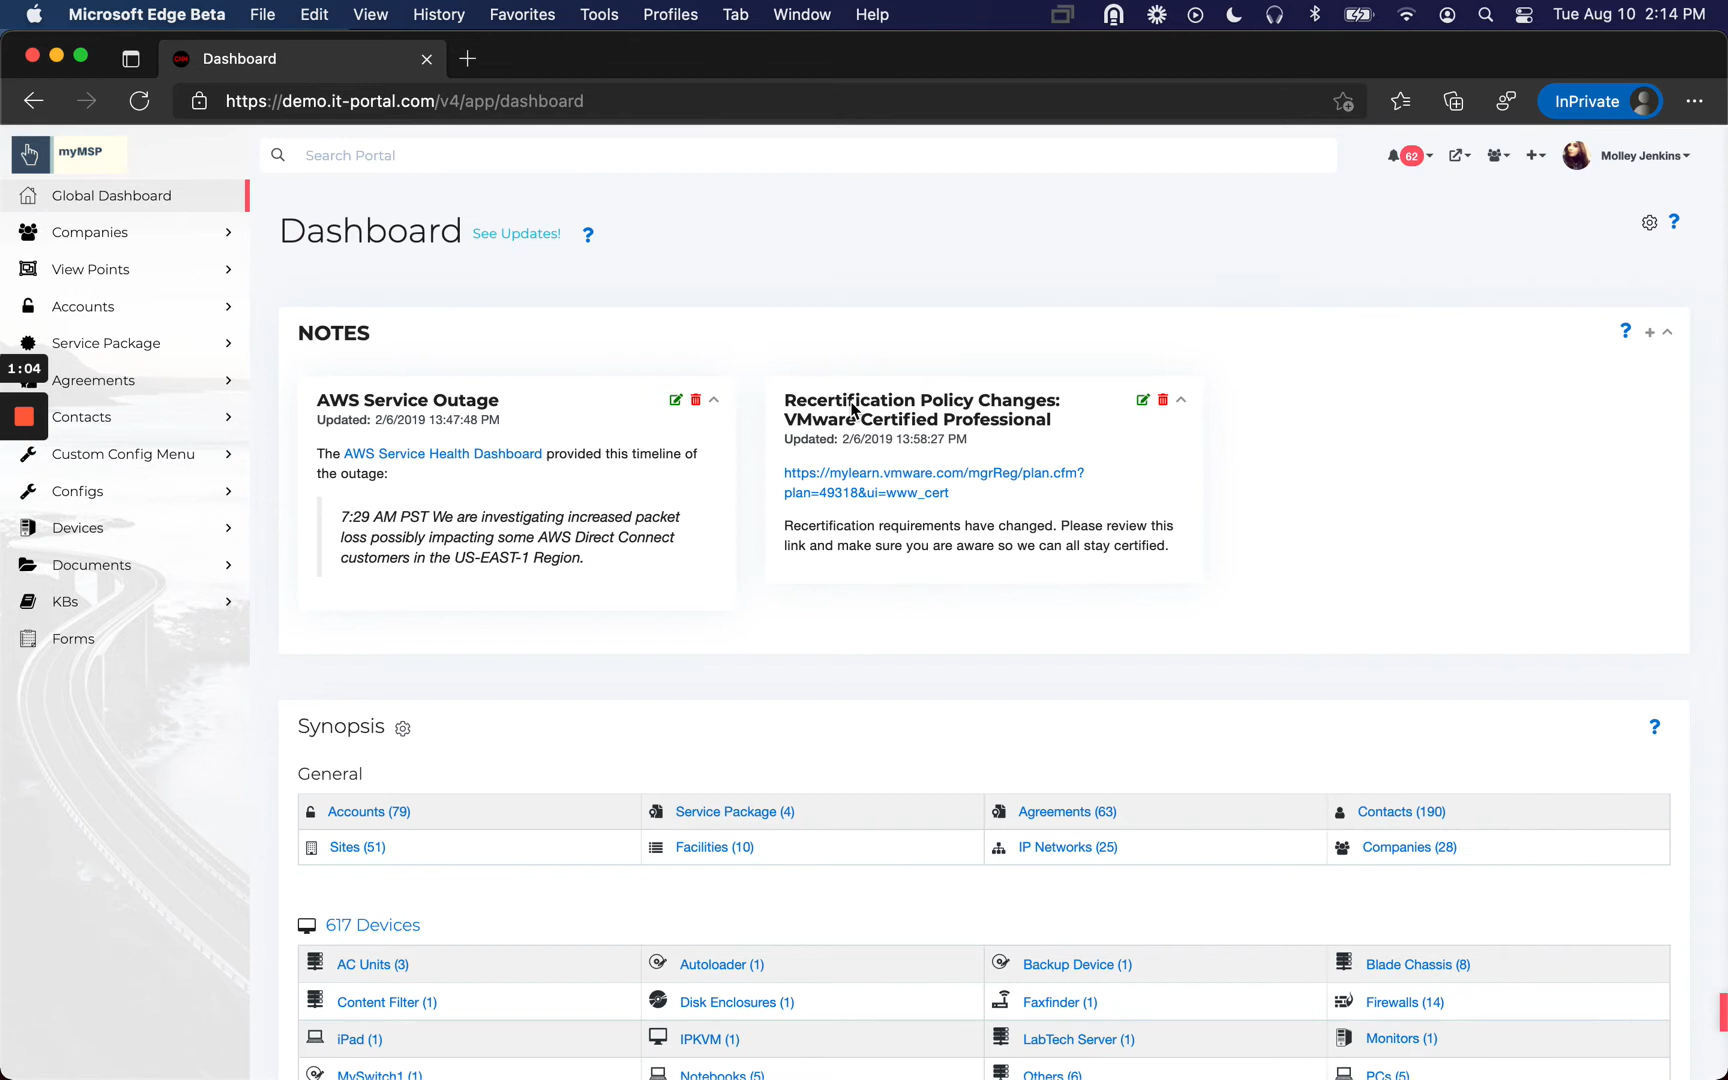 Microsoft Edge Beta File Edit View History Favorites Tools Profiles Tab Window Help Tue Aug 10 2:14 PM
Dashboard
https://demo.it-portal.com/v4/app/dashboard InPrivate
myMSP Search Portal 62 Molley Jenkins
Global Dashboard
Companies
View Points
Accounts
Service Package
1:04
Agreements
Contacts
Custom Config Menu
Configs
Devices
Documents
KBs
Forms
Dashboard See Updates! ? ?
NOTES ?
AWS Service Outage
Updated: 2/6/2019 13:47:48 PM
The AWS Service Health Dashboard provided this timeline of
the outage:
7:29 AM PST We are investigating increased packet
loss possibly impacting some AWS Direct Connect
customers in the US-EAST-1 Region.
Recertification Policy Changes:
VMware Certified Professional
Updated: 2/6/2019 13:58:27 PM
https://mylearn.vmware.com/mgrReg/plan.cfm?
plan=49318&ui=www_cert
Recertification requirements have changed. Please review this
link and make sure you are aware so we can all stay certified.
Synopsis ?
General
Accounts (79) Service Package (4) Agreements (63) Contacts (190)
Sites (51) Facilities (10) IP Networks (25) Companies (28)
617 Devices
AC Units (3) Autoloader (1) Backup Device (1) Blade Chassis (8)
Content Filter (1) Disk Enclosures (1) Faxfinder (1) Firewalls (14)
iPad (1) IPKVM (1) LabTech Server (1) Monitors (1)
MySwitch1 (1) Notebooks (5) Others (6) PCs (5)